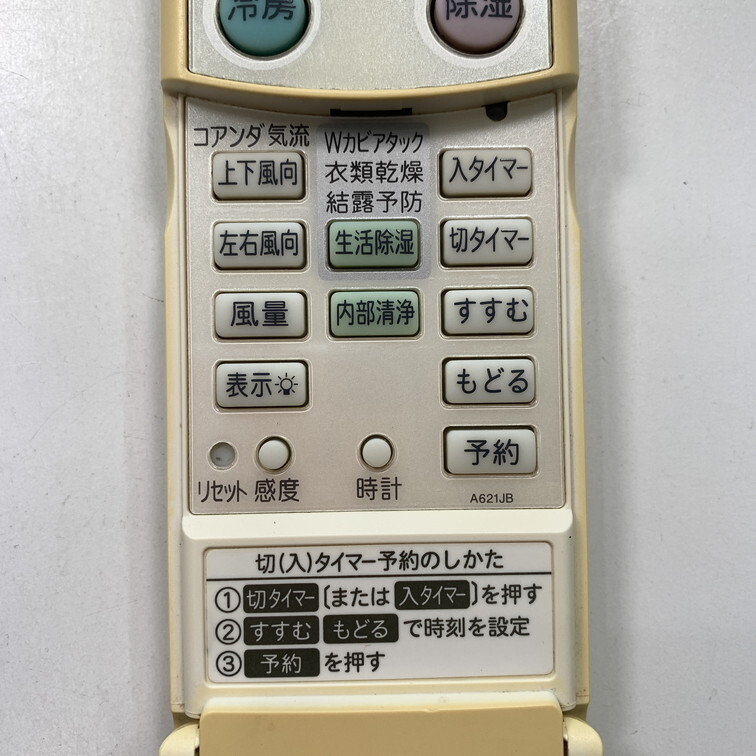 冷房
除湿
コアンダ気流
上下風向
左右風向
風量
表示
リセット
感度
Wカビアタック
衣類乾燥
結露予防
生活除湿
内部清浄
時計
入タイマー
切タイマー
すすむ
もどる
予約
A621JB
切(入)タイマー予約のしかた
①切タイマー〔または入タイマー〕を押す
②すすむ もどる で時刻を設定
③予約 を押す